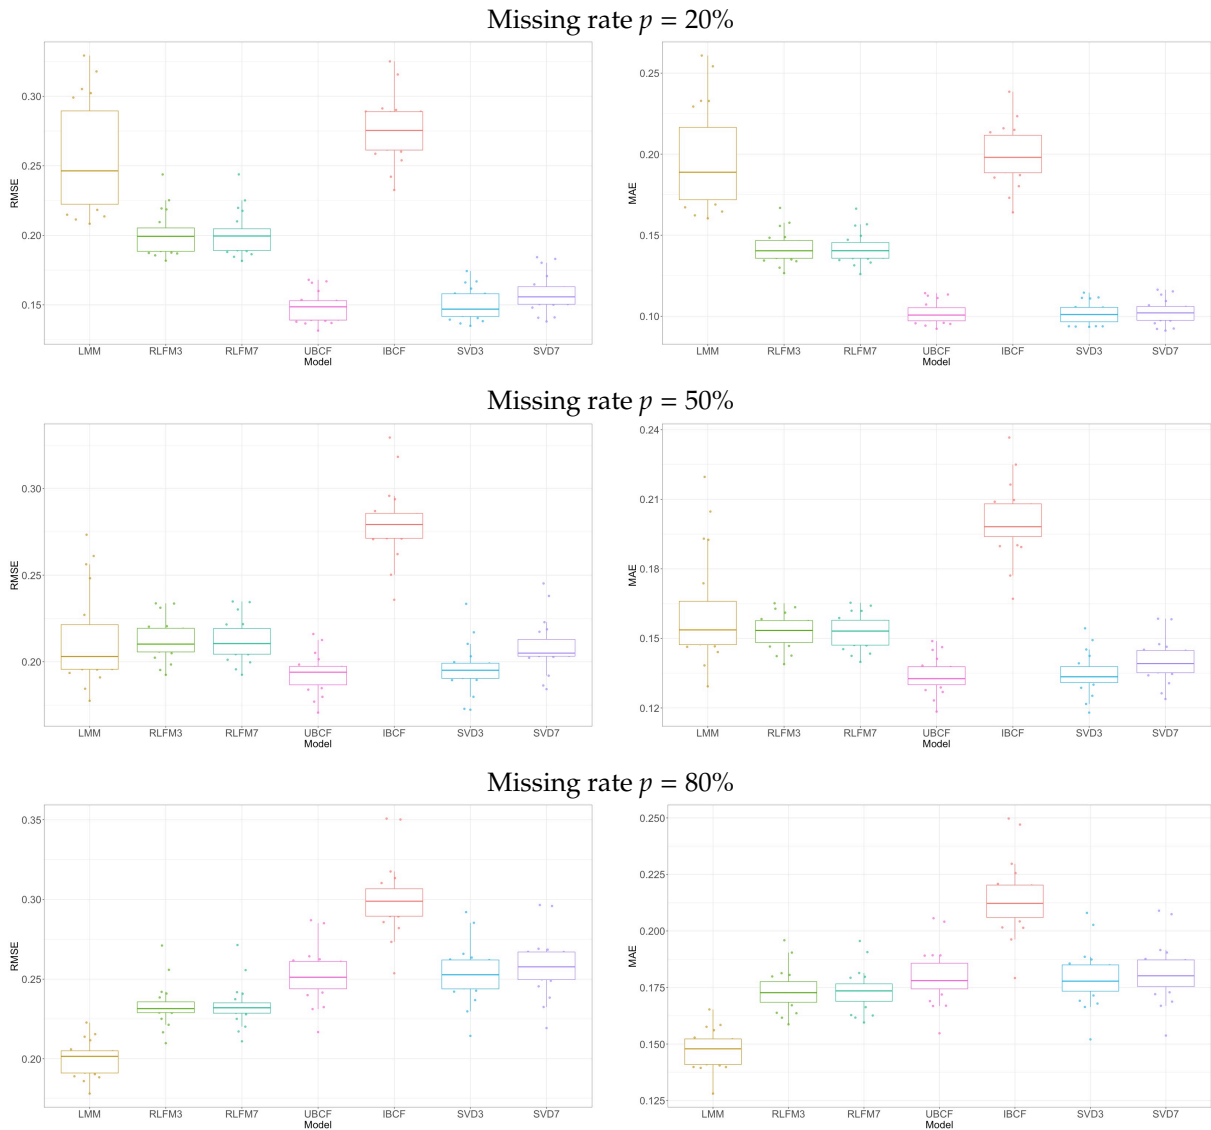 Missing rate p = 20%
RMSE
0.30
0.25
0.20
0.15
LMM RLFM3 RLFM7 UBCF IBCF SVD3 SVD7
Model
MAE
0.25
0.20
0.15
0.10
LMM RLFM3 RLFM7 UBCF IBCF SVD3 SVD7
Model
Missing rate p = 50%
RMSE
0.30
0.25
0.20
LMM RLFM3 RLFM7 UBCF IBCF SVD3 SVD7
Model
MAE
0.24
0.21
0.18
0.15
0.12
LMM RLFM3 RLFM7 UBCF IBCF SVD3 SVD7
Model
Missing rate p = 80%
RMSE
0.35
0.30
0.25
0.20
LMM RLFM3 RLFM7 UBCF IBCF SVD3 SVD7
Model
MAE
0.250
0.225
0.200
0.175
0.150
0.125
LMM RLFM3 RLFM7 UBCF IBCF SVD3 SVD7
Model